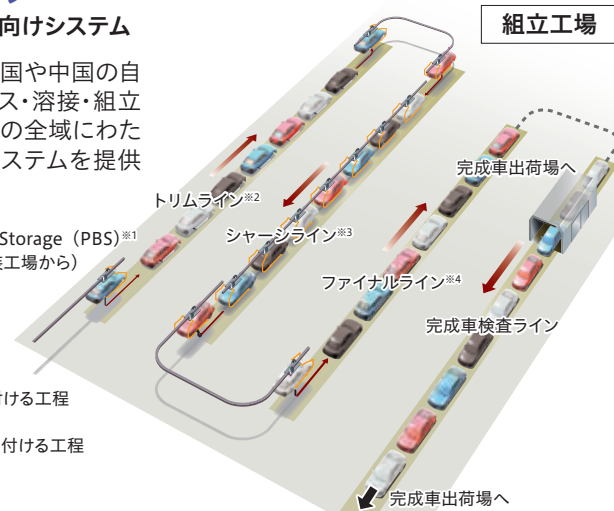 向けシステム
組立工場
国や中国の自
ス・溶接・組立
の全域にわた
ステムを提供
完成車出荷場へ
トリムライン※2
Storage（PBS）※1
シャーシライン※3
装工場から）
ファイナルライン※4
完成車検査ライン
ける工程
付ける工程
完成車出荷場へ